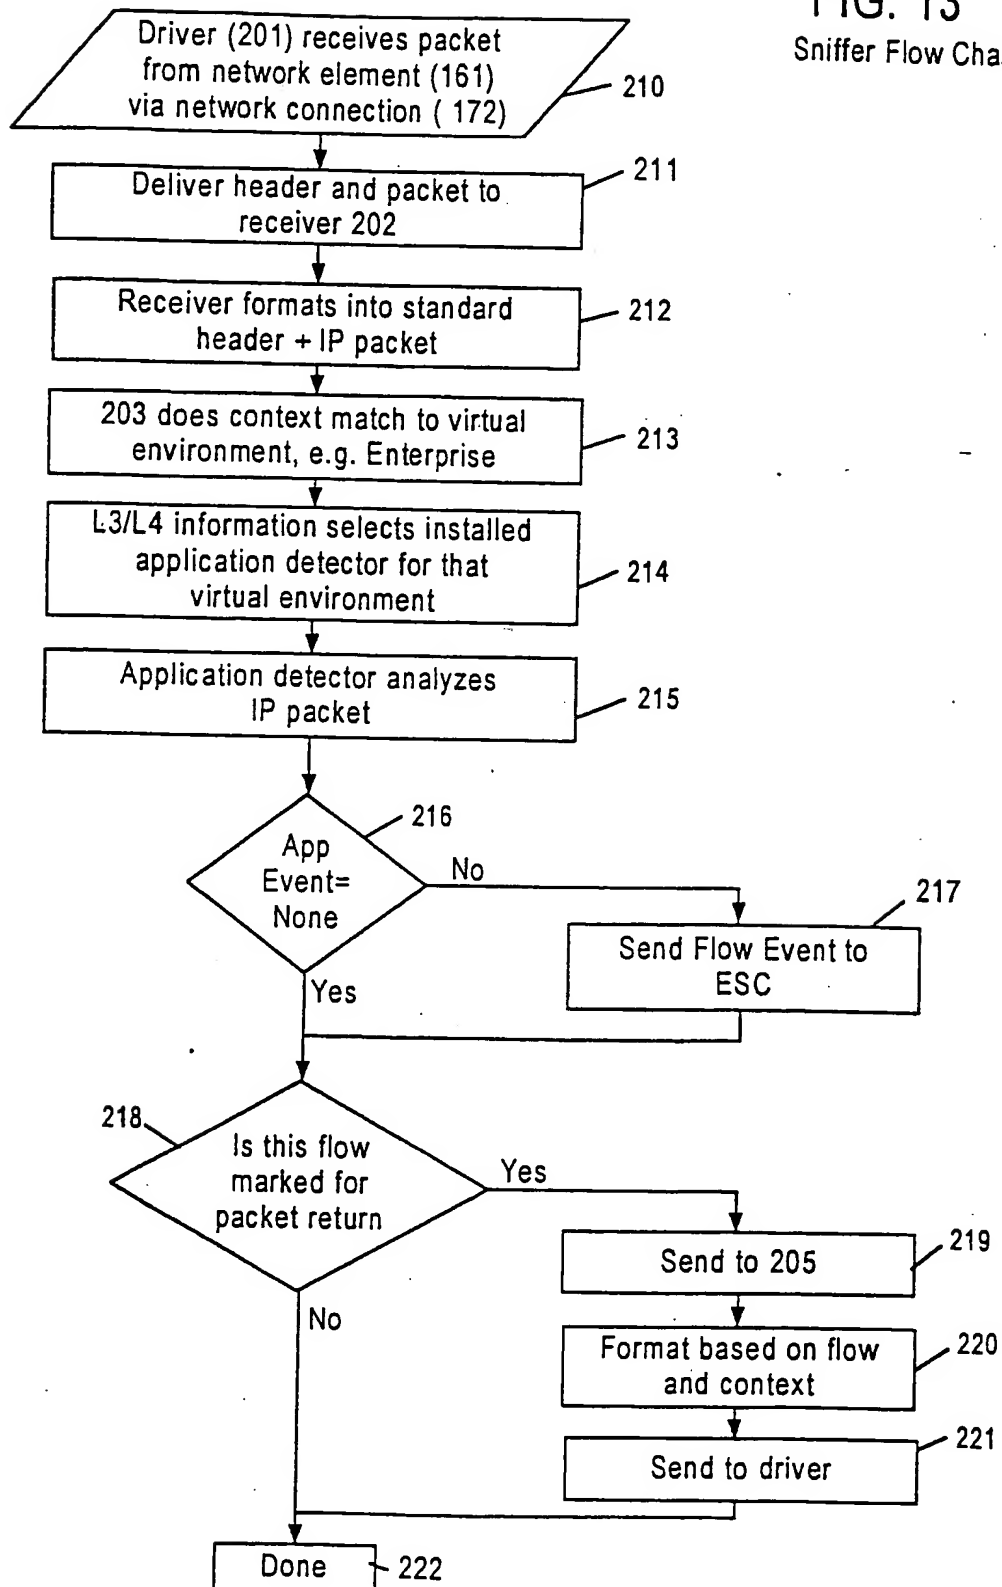 FIG. 13
Sniffer Flow Cha
Driver (201) receives packet
from network element (161)
via network connection ( 172)
210
Deliver header and packet to
receiver 202
211
Receiver formats into standard
header + IP packet
212
203 does context match to virtual
environment, e.g. Enterprise
213
L3/L4 information selects installed
application detector for that
virtual environment
214
Application detector analyzes
IP packet
215
App
Event=
None
216
No
Yes
Send Flow Event to
ESC
217
Is this flow
marked for
packet return
218
Yes
No
Send to 205
219
Format based on flow
and context
220
Send to driver
221
Done
222